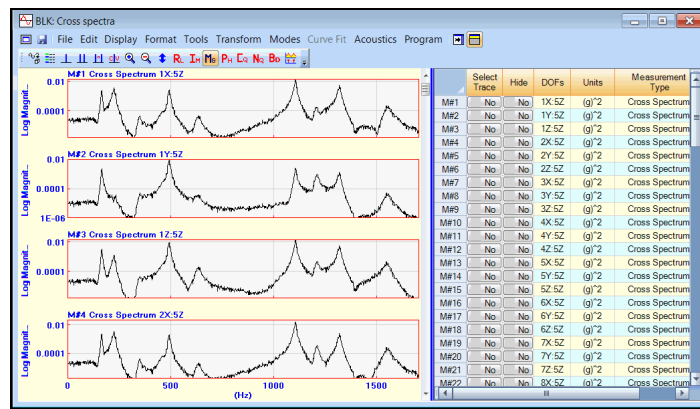 BLK: Cross spectra
File Edit Display Format Tools Transform Modes Curve Fit Acoustics Program
M#1 Cross Spectrum 1X:5Z
0.01
0.0001
Log Magnit..
M#2 Cross Spectrum 1Y:5Z
0.01
0.0001
1E-06
Log Magnit..
M#3 Cross Spectrum 1Z:5Z
0.01
0.0001
Log Magnit..
M#4 Cross Spectrum 2X:5Z
0.01
0.0001
Log Magnit..
0 500 1000 1500
(Hz)
Select Trace Hide DOFs Units Measurement Type
M#1 No No 1X:5Z (g)^2 Cross Spectrum
M#2 No No 1Y:5Z (g)^2 Cross Spectrum
M#3 No No 1Z:5Z (g)^2 Cross Spectrum
M#4 No No 2X:5Z (g)^2 Cross Spectrum
M#5 No No 2Y:5Z (g)^2 Cross Spectrum
M#6 No No 2Z:5Z (g)^2 Cross Spectrum
M#7 No No 3X:5Z (g)^2 Cross Spectrum
M#8 No No 3Y:5Z (g)^2 Cross Spectrum
M#9 No No 3Z:5Z (g)^2 Cross Spectrum
M#10 No No 4X:5Z (g)^2 Cross Spectrum
M#11 No No 4Y:5Z (g)^2 Cross Spectrum
M#12 No No 4Z:5Z (g)^2 Cross Spectrum
M#13 No No 5X:5Z (g)^2 Cross Spectrum
M#14 No No 5Y:5Z (g)^2 Cross Spectrum
M#15 No No 5Z:5Z (g)^2 Cross Spectrum
M#16 No No 6X:5Z (g)^2 Cross Spectrum
M#17 No No 6Y:5Z (g)^2 Cross Spectrum
M#18 No No 6Z:5Z (g)^2 Cross Spectrum
M#19 No No 7X:5Z (g)^2 Cross Spectrum
M#20 No No 7Y:5Z (g)^2 Cross Spectrum
M#21 No No 7Z:5Z (g)^2 Cross Spectrum
M#22 No No 8X:5Z (g)^2 Cross Spectrum